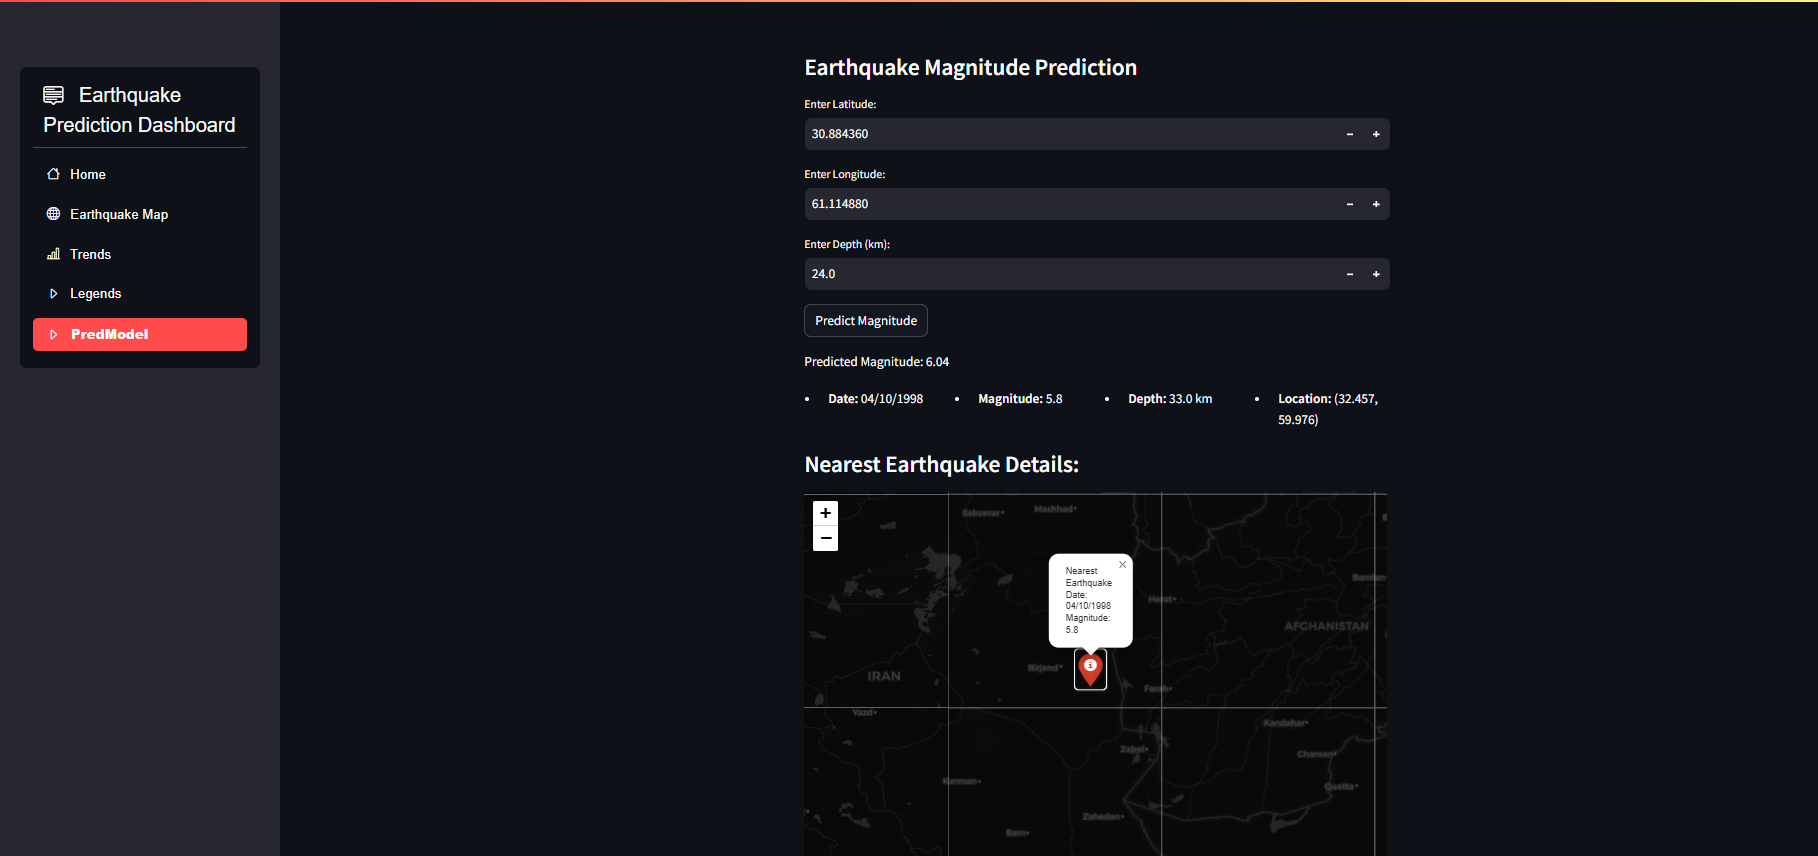 Earthquake
Prediction Dashboard
Home
Earthquake Map
Trends
Legends
PredModel
Earthquake Magnitude Prediction
Enter Latitude:
30.884360
Enter Longitude:
61.114880
Enter Depth (km):
24.0
Predict Magnitude
Predicted Magnitude: 6.04
• Date: 04/10/1998 • Magnitude: 5.8 • Depth: 33.0 km • Location: (32.457,
59.976)
Nearest Earthquake Details:
+
−
Sabzevar
Mashhad
Nearest
Earthquake
Date:
04/10/1998
Magnitude:
5.8
×
Herat
Bamian
AFGHANISTAN
Birjand
IRAN
Farah
Yazd
Kandahar
Zabol
Chaman
Kerman
Quetta
Zahedan
Bam